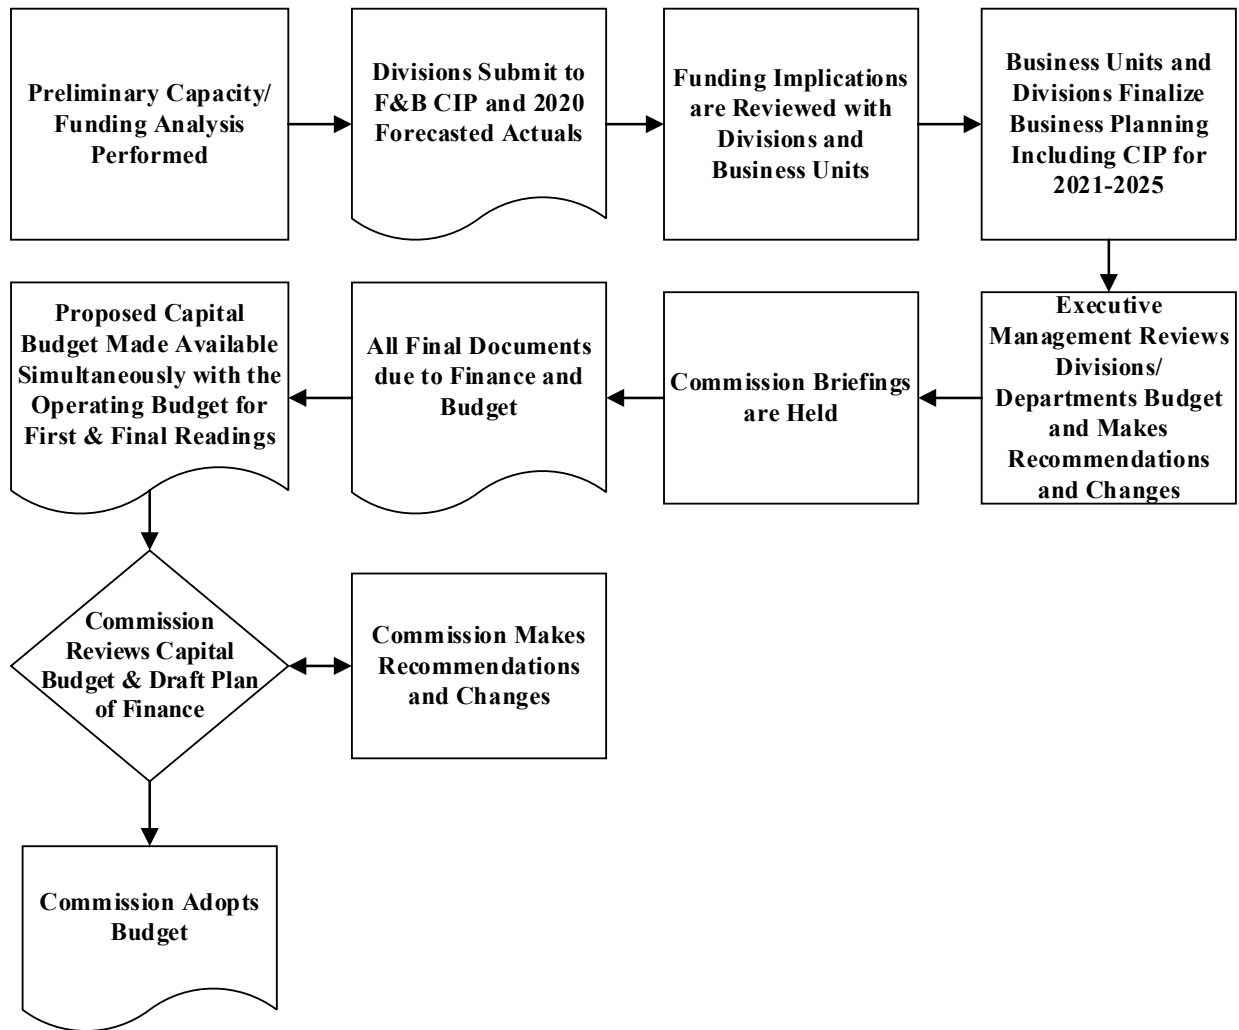 Preliminary Capacity/
Funding Analysis
Performed
Divisions Submit to
F&B CIP and 2020
Forecasted Actuals
Funding Implications
are Reviewed with
Divisions and
Business Units
Business Units and
Divisions Finalize
Business Planning
Including CIP for
2021-2025
Executive
Management Reviews
Divisions/
Departments Budget
and Makes
Recommendations
and Changes
Commission Briefings
are Held
All Final Documents
due to Finance and
Budget
Proposed Capital
Budget Made Available
Simultaneously with the
Operating Budget for
First & Final Readings
Commission
Reviews Capital
Budget & Draft Plan
of Finance
Commission Makes
Recommendations
and Changes
Commission Adopts
Budget